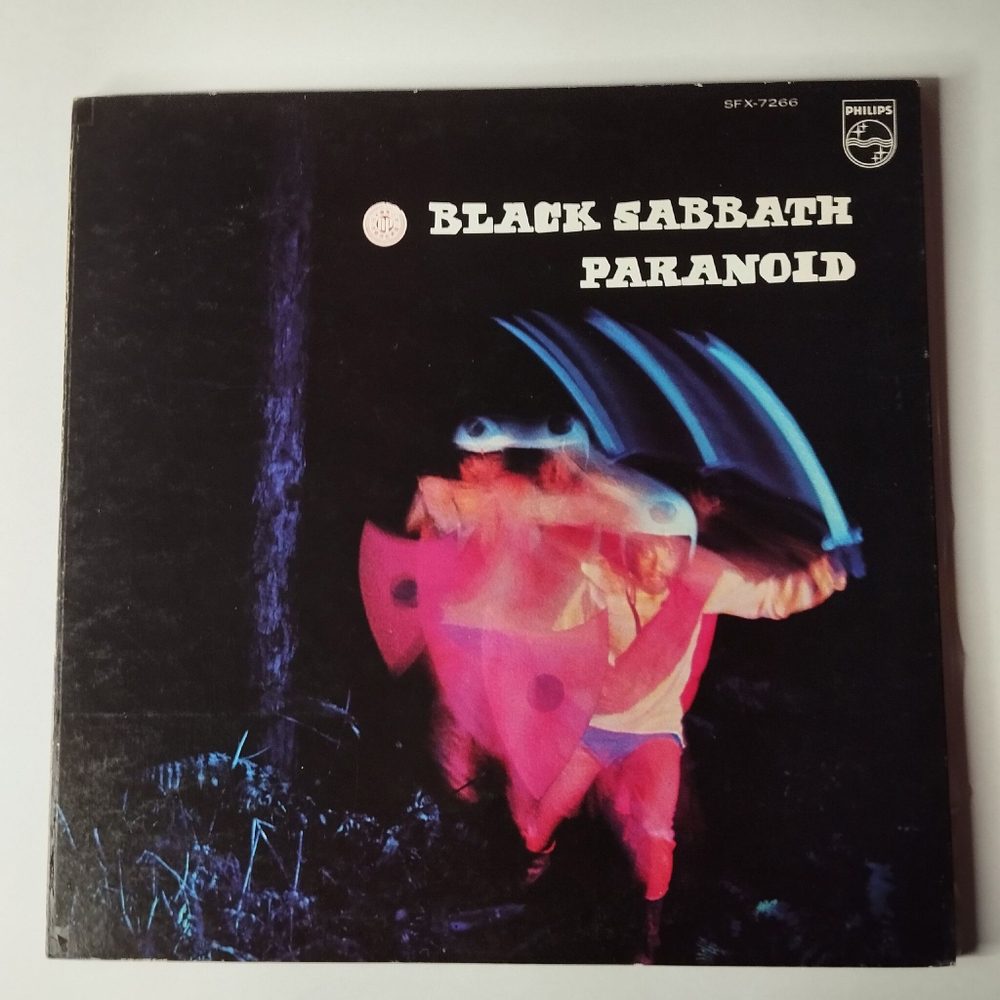 SFX-7266
PHILIPS
BLACK SABBATH
PARANOID